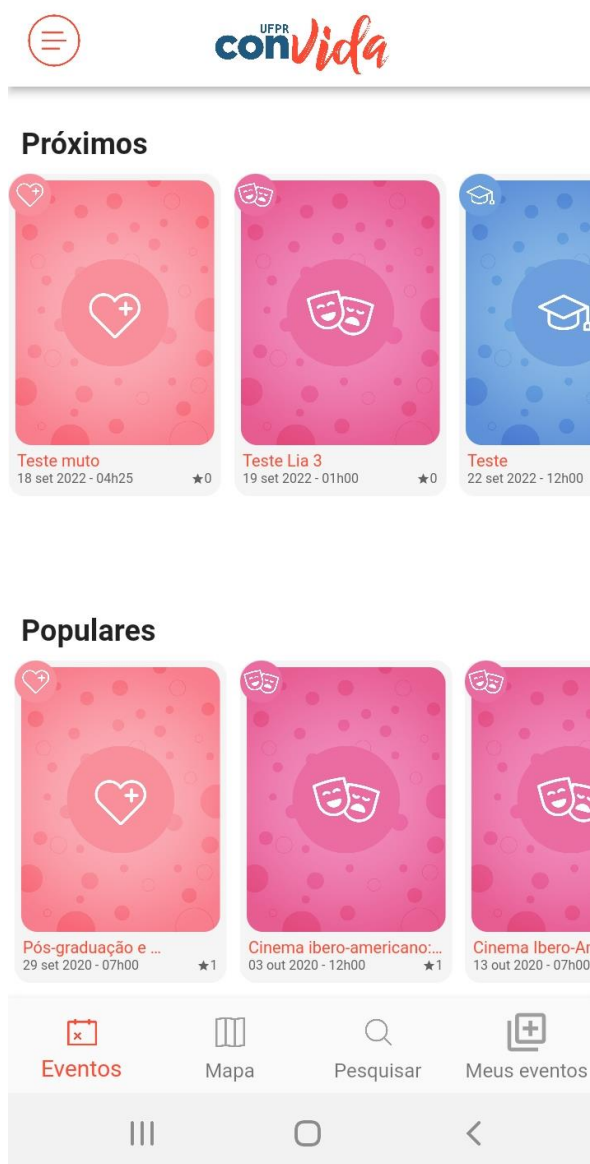 UFPR
conVida
Próximos
Teste muto
18 set 2022 - 04h25 ★0
Teste Lia 3
19 set 2022 - 01h00 ★0
Teste
22 set 2022 - 12h00
Populares
Pós-graduação e ...
29 set 2020 - 07h00 ★1
Cinema ibero-americano:...
03 out 2020 - 12h00 ★1
Cinema Ibero-Ar
13 out 2020 - 07h00
Eventos
Mapa
Pesquisar
Meus eventos